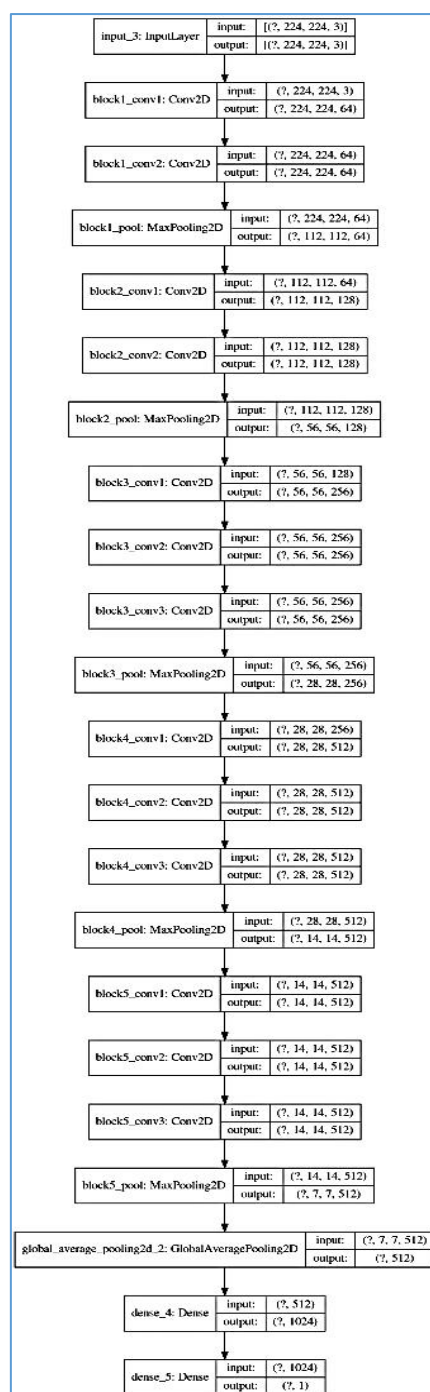 input_3: InputLayer input: [(?, 224, 224, 3)]
output: [(?, 224, 224, 3)]
block1_conv1: Conv2D input: (?, 224, 224, 3)
output: (?, 224, 224, 64)
block1_conv2: Conv2D input: (?, 224, 224, 64)
output: (?, 224, 224, 64)
block1_pool: MaxPooling2D input: (?, 224, 224, 64)
output: (?, 112, 112, 64)
block2_conv1: Conv2D input: (?, 112, 112, 64)
output: (?, 112, 112, 128)
block2_conv2: Conv2D input: (?, 112, 112, 128)
output: (?, 112, 112, 128)
block2_pool: MaxPooling2D input: (?, 112, 112, 128)
output: (?, 56, 56, 128)
block3_conv1: Conv2D input: (?, 56, 56, 128)
output: (?, 56, 56, 256)
block3_conv2: Conv2D input: (?, 56, 56, 256)
output: (?, 56, 56, 256)
block3_conv3: Conv2D input: (?, 56, 56, 256)
output: (?, 56, 56, 256)
block3_pool: MaxPooling2D input: (?, 56, 56, 256)
output: (?, 28, 28, 256)
block4_conv1: Conv2D input: (?, 28, 28, 256)
output: (?, 28, 28, 512)
block4_conv2: Conv2D input: (?, 28, 28, 512)
output: (?, 28, 28, 512)
block4_conv3: Conv2D input: (?, 28, 28, 512)
output: (?, 28, 28, 512)
block4_pool: MaxPooling2D input: (?, 28, 28, 512)
output: (?, 14, 14, 512)
block5_conv1: Conv2D input: (?, 14, 14, 512)
output: (?, 14, 14, 512)
block5_conv2: Conv2D input: (?, 14, 14, 512)
output: (?, 14, 14, 512)
block5_conv3: Conv2D input: (?, 14, 14, 512)
output: (?, 14, 14, 512)
block5_pool: MaxPooling2D input: (?, 14, 14, 512)
output: (?, 7, 7, 512)
global_average_pooling2d_2: GlobalAveragePooling2D input: (?, 7, 7, 512)
output: (?, 512)
dense_4: Dense input: (?, 512)
output: (?, 1024)
dense_5: Dense input: (?, 1024)
output: (?, 1)